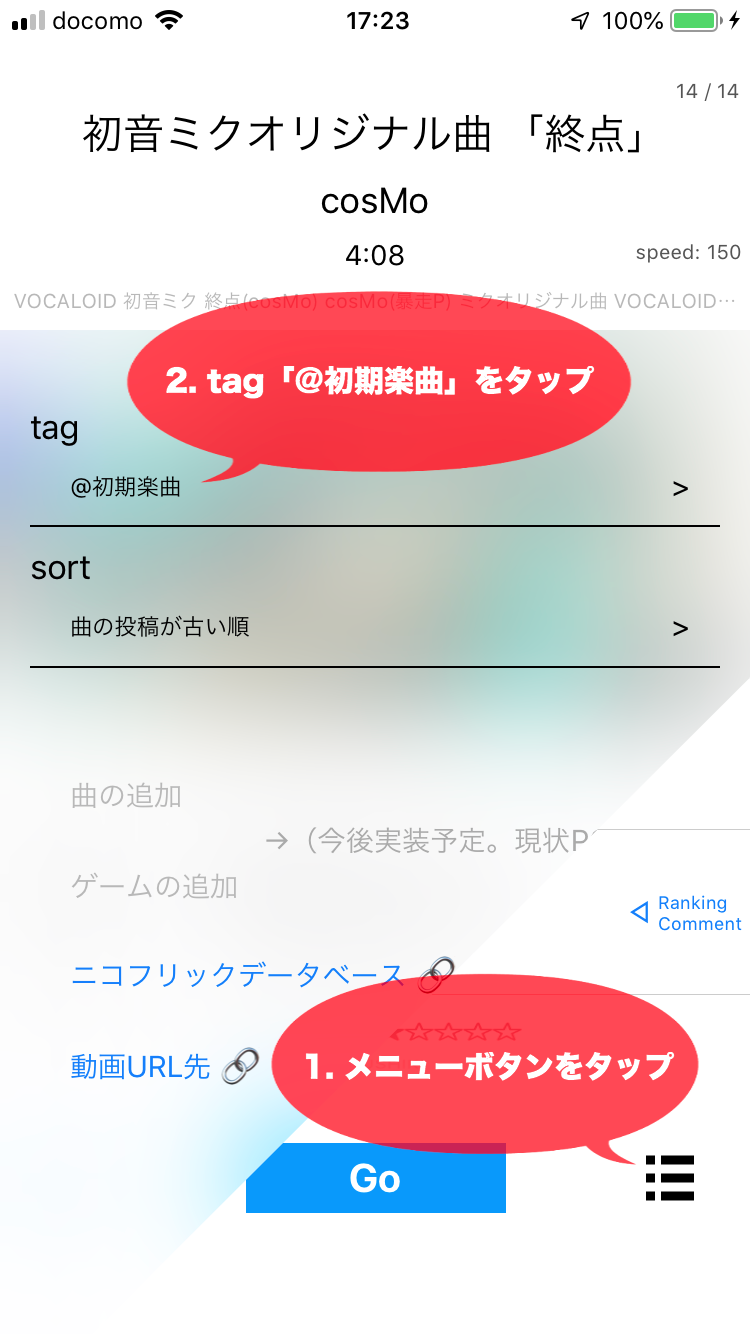 docomo 17:23 100%
14 / 14
初音ミクオリジナル曲 「終点」
cosMo
4:08
speed: 150
VOCALOID 初音ミク 終点(cosMo) cosMo(暴走P) ミクオリジナル曲 VOCALOID…
2. tag「@初期楽曲」をタップ
tag
@初期楽曲 >
sort
曲の投稿が古い順 >
曲の追加
→（今後実装予定。現状P
ゲームの追加
Ranking
Comment
ニコフリックデータベース
☆☆☆☆
動画URL先
1. メニューボタンをタップ
Go